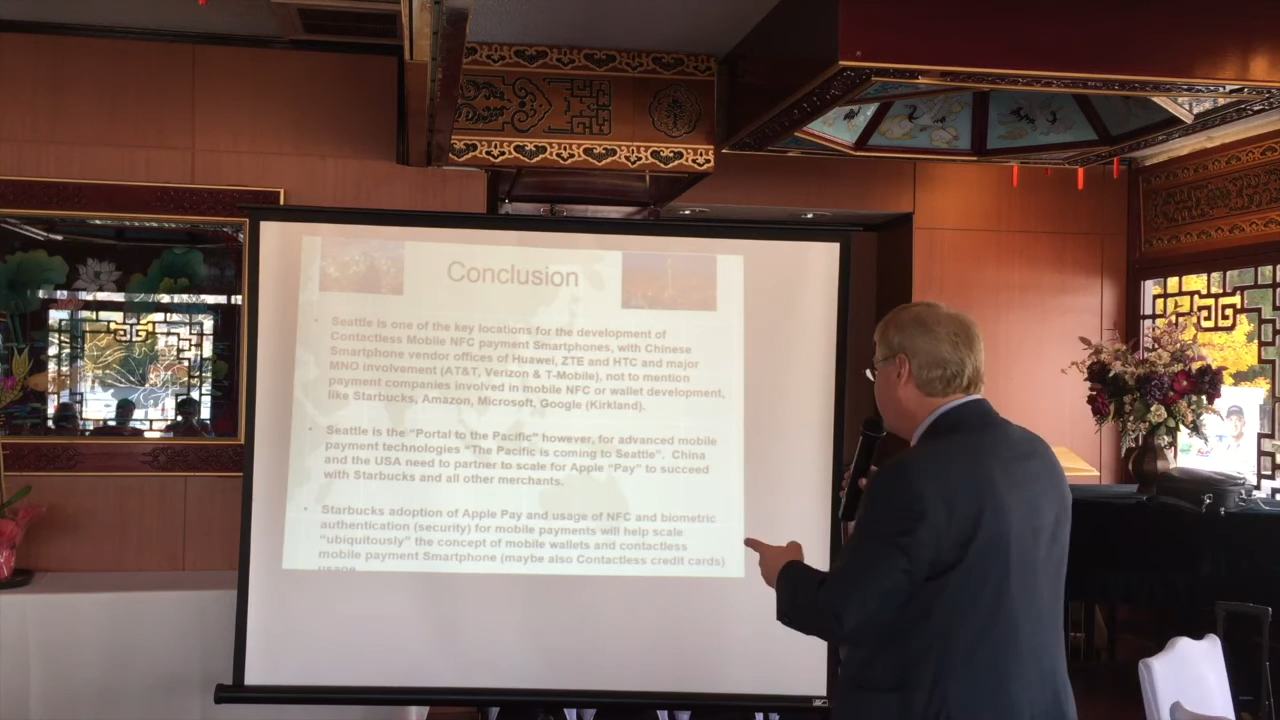 Conclusion
• Seattle is one of the key locations for the development of
Contactless Mobile NFC payment Smartphones, with Chinese
Smartphone vendor offices of Huawei, ZTE and HTC and major
MNO involvement (AT&T, Verizon & T-Mobile), not to mention
payment companies involved in mobile NFC or wallet development,
like Starbucks, Amazon, Microsoft, Google (Kirkland).
• Seattle is the “Portal to the Pacific” however, for advanced mobile
payment technologies “The Pacific is coming to Seattle”. China
and the USA need to partner to scale for Apple “Pay” to succeed
with Starbucks and all other merchants.
• Starbucks adoption of Apple Pay and usage of NFC and biometric
authentication (security) for mobile payments will help scale
“ubiquitously” the concept of mobile wallets and contactless
mobile payment Smartphone (maybe also Contactless credit cards)
usage